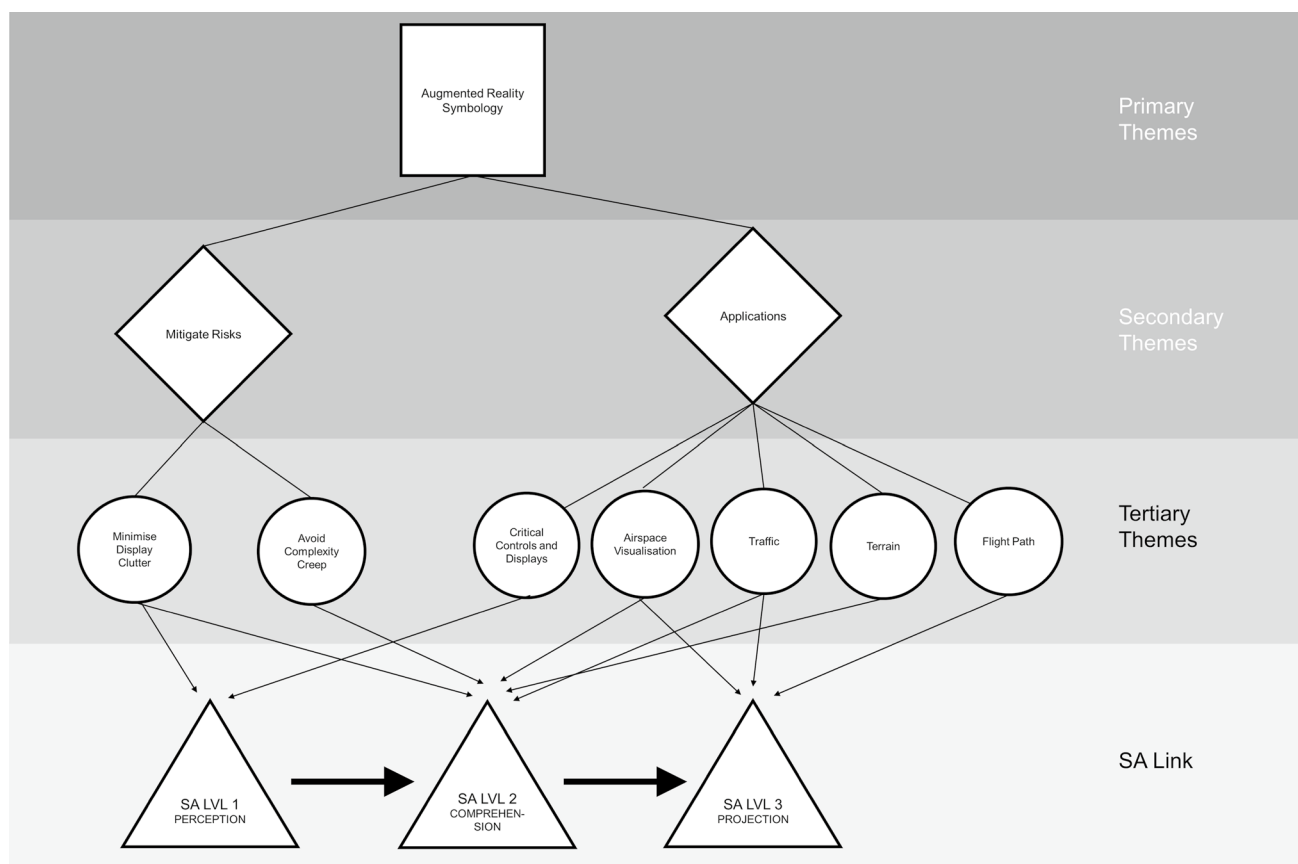 Augmented Reality
Symbology
Primary
Themes
Mitigate Risks
Applications
Secondary
Themes
Minimise
Display
Clutter
Avoid
Complexity
Creep
Critical
Controls and
Displays
Airspace
Visualisation
Traffic
Terrain
Flight Path
Tertiary
Themes
SA LVL 1
PERCEPTION
SA LVL 2
COMPREHEN-
SION
SA LVL 3
PROJECTION
SA Link